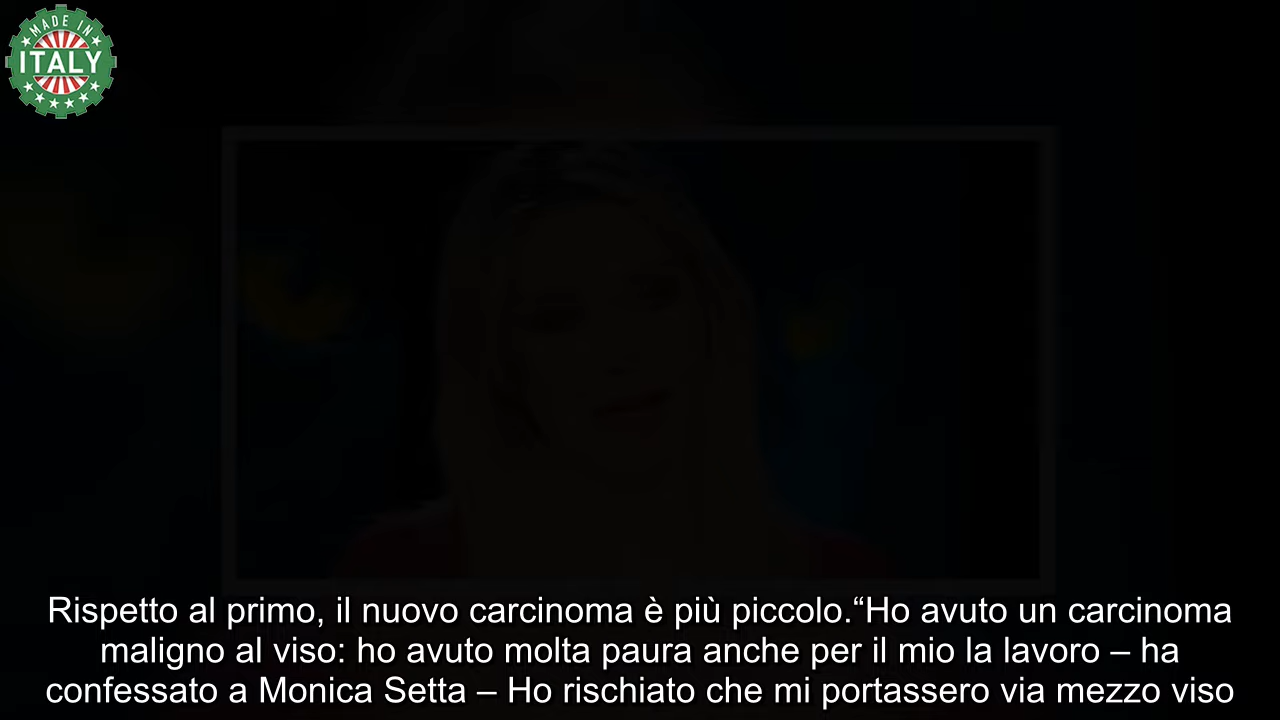 MADE IN
ITALY
Rispetto al primo, il nuovo carcinoma è più piccolo.“Ho avuto un carcinoma
maligno al viso: ho avuto molta paura anche per il mio la lavoro – ha
confessato a Monica Setta – Ho rischiato che mi portassero via mezzo viso